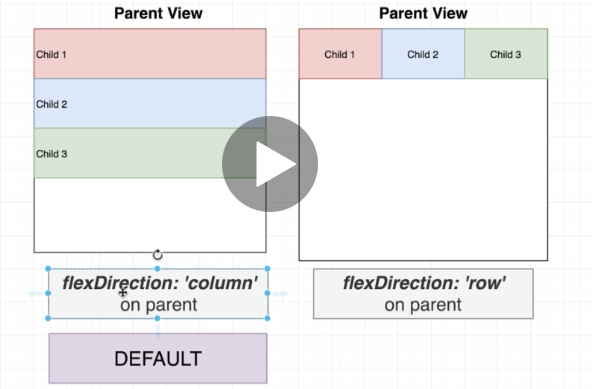 Parent View
Child 1
Child 2
Child 3
flexDirection: 'column'
on parent
DEFAULT
Parent View
Child 1 Child 2 Child 3
flexDirection: 'row'
on parent